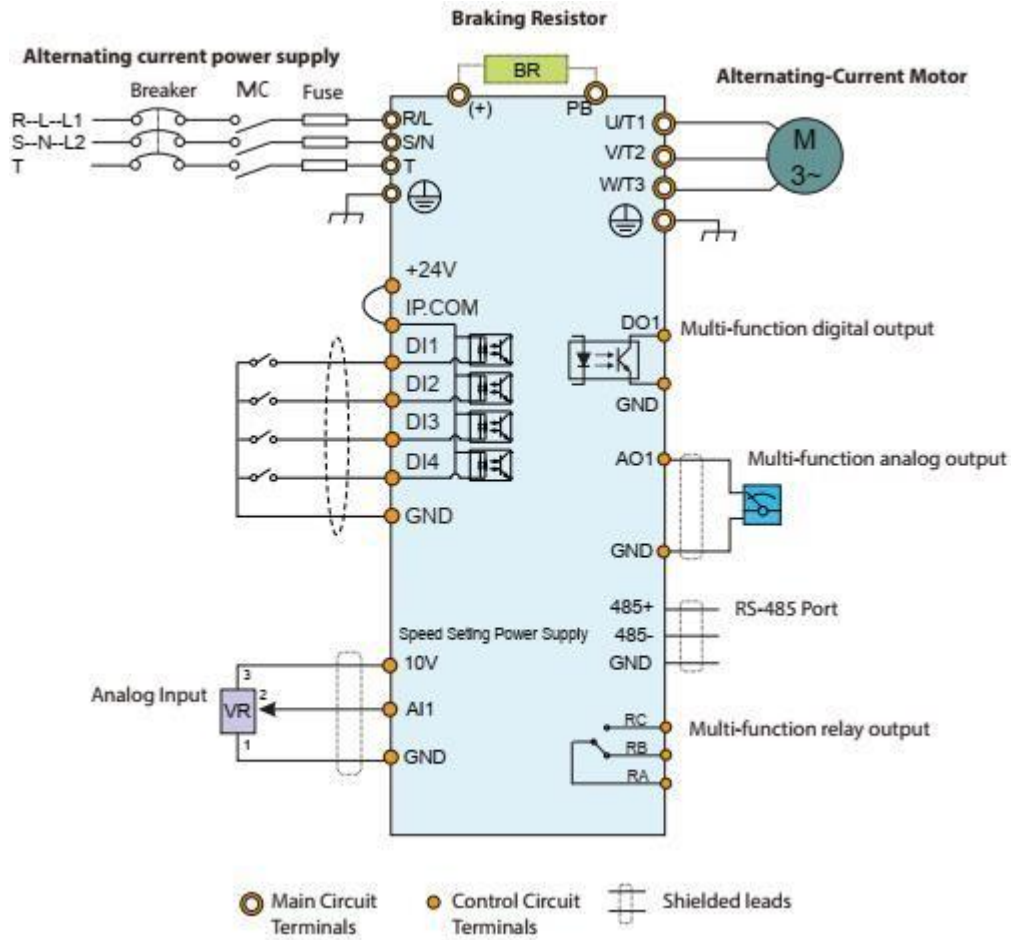 Braking Resistor
Alternating current power supply
BR
Alternating-Current Motor
Breaker MC Fuse
(+) PB
R--L--L1 R/L U/T1
S--N--L2 S/N V/T2 M
T T W/T3 3~
+24V
IP.COM
DO1 Multi-function digital output
DI1
DI2
GND
DI3
DI4 AO1 Multi-function analog output
GND
GND
485+ RS-485 Port
Speed Seting Power Supply 485-
10V GND
3
Analog Input VR 2 AI1
1
RC Multi-function relay output
GND RB
RA
Main Circuit Terminals
Control Circuit Terminals
Shielded leads